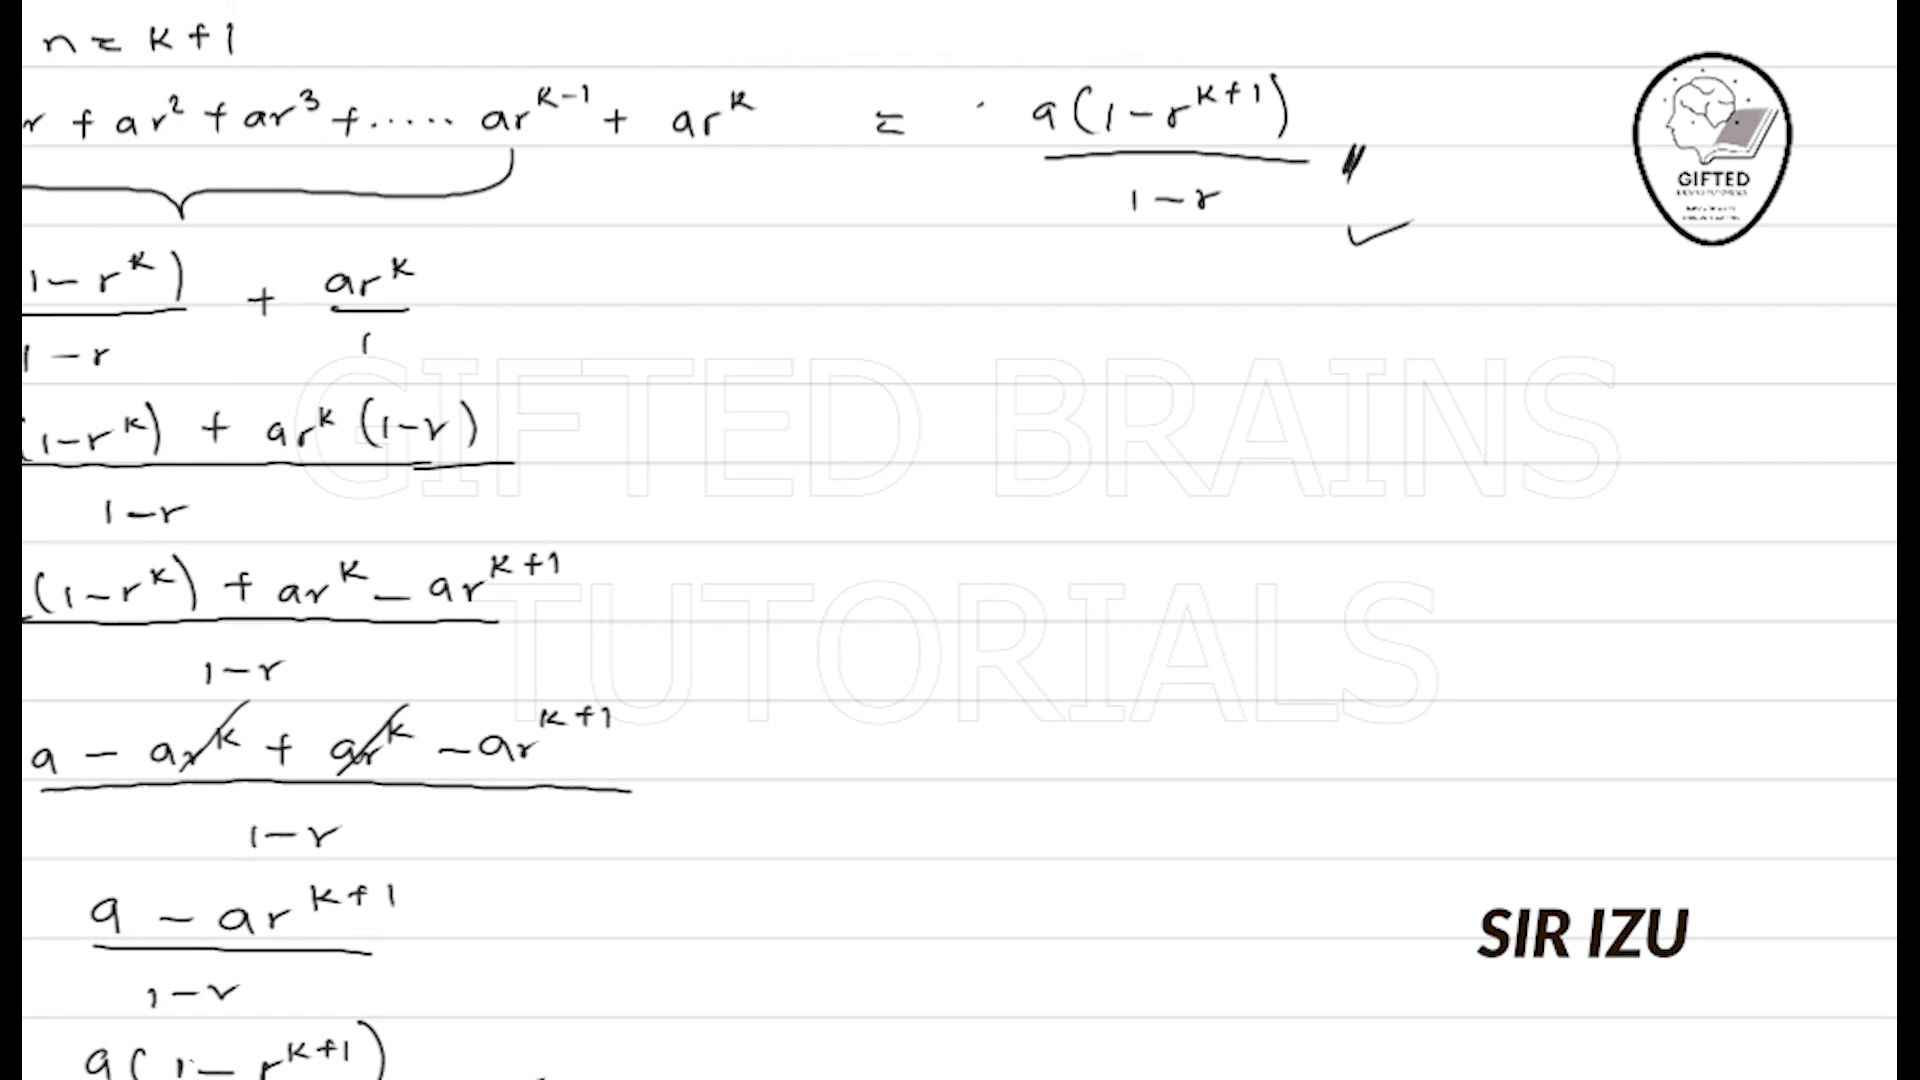 n = k+1
r + ar² + ar³ + ..... ar^(k-1) + ar^k = a(1-r^(k+1))
1-r
1-r^k) + ar^k
1-r 1
(1-r^k) + ar^k (1-r)
1-r
(1-r^k) + ar^k - ar^(k+1)
1-r
a - ar^k + ar^k - ar^(k+1)
1-r
a - ar^(k+1)
1-r
a(1-r^(k+1))
GIFTED
GIFTED BRAINS
TUTORIALS
SIR IZU